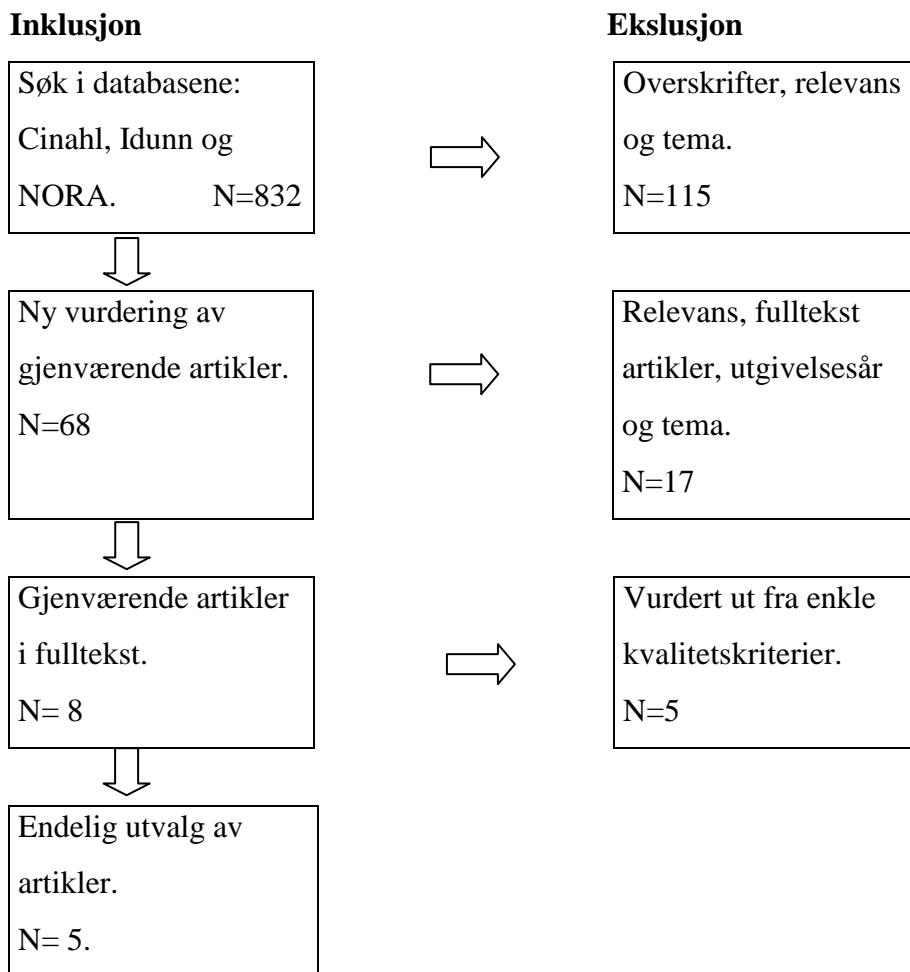 Inklusjon
Ekslusjon
Søk i databasene:
Cinahl, Idunn og
NORA. N=832
Overskrifter, relevans
og tema.
N=115
Ny vurdering av
gjenværende artikler.
N=68
Relevans, fulltekst
artikler, utgivelsesår
og tema.
N=17
Gjenværende artikler
i fulltekst.
N= 8
Vurdert ut fra enkle
kvalitetskriterier.
N=5
Endelig utvalg av
artikler.
N= 5.